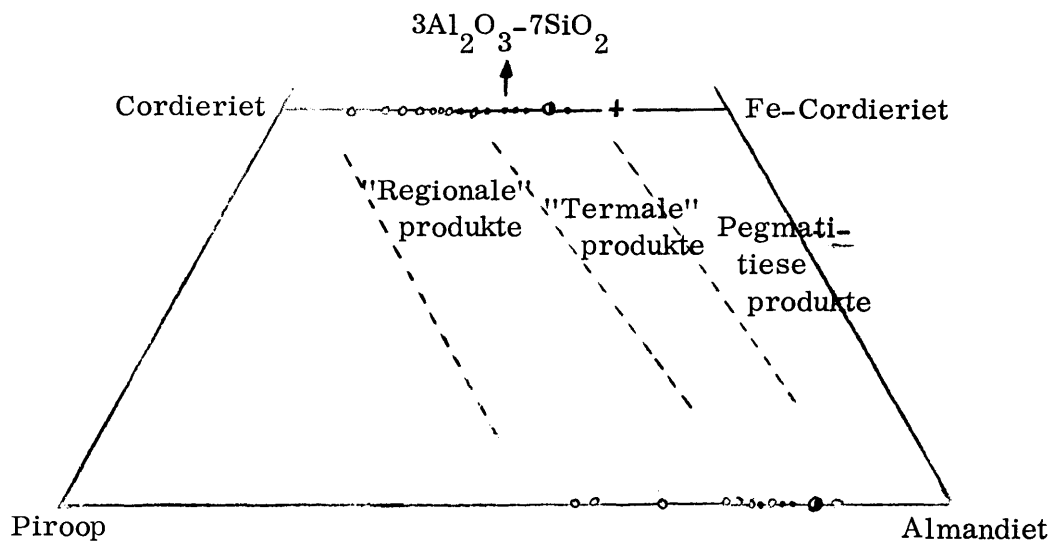 3Al₂O₃-7SiO₂
Cordieriet
Fe-Cordieriet
"Regionale"
produkte
"Termale"
produkte
Pegmati-
tiese
produkte
Piroop
Almandiet